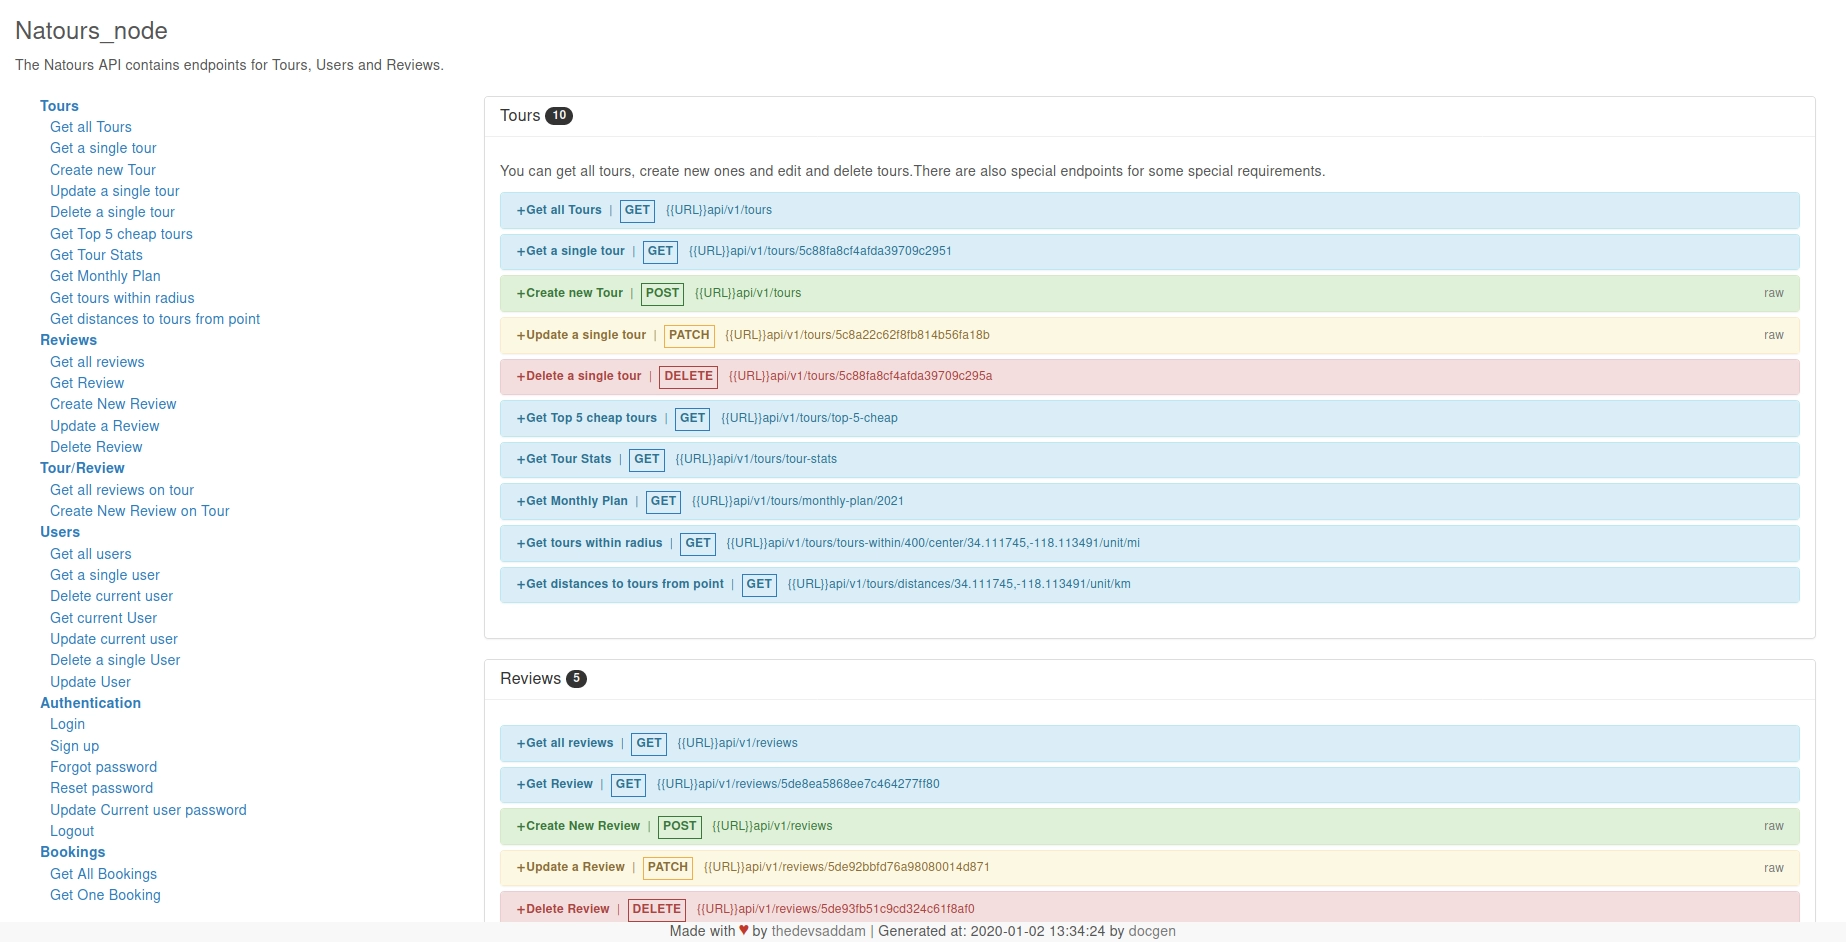 Natours_node
The Natours API contains endpoints for Tours, Users and Reviews.
Tours
Get all Tours
Get a single tour
Create new Tour
Update a single tour
Delete a single tour
Get Top 5 cheap tours
Get Tour Stats
Get Monthly Plan
Get tours within radius
Get distances to tours from point
Reviews
Get all reviews
Get Review
Create New Review
Update a Review
Delete Review
Tour/Review
Get all reviews on tour
Create New Review on Tour
Users
Get all users
Get a single user
Delete current user
Get current User
Update current user
Delete a single User
Update User
Authentication
Login
Sign up
Forgot password
Reset password
Update Current user password
Logout
Bookings
Get All Bookings
Get One Booking
Tours 10
You can get all tours, create new ones and edit and delete tours.There are also special endpoints for some special requirements.
+Get all Tours | GET {{URL}}api/v1/tours
+Get a single tour | GET {{URL}}api/v1/tours/5c88fa8cf4afda39709c2951
+Create new Tour | POST {{URL}}api/v1/tours raw
+Update a single tour | PATCH {{URL}}api/v1/tours/5c8a22c62f8fb814b56fa18b raw
+Delete a single tour | DELETE {{URL}}api/v1/tours/5c88fa8cf4afda39709c295a
+Get Top 5 cheap tours | GET {{URL}}api/v1/tours/top-5-cheap
+Get Tour Stats | GET {{URL}}api/v1/tours/tour-stats
+Get Monthly Plan | GET {{URL}}api/v1/tours/monthly-plan/2021
+Get tours within radius | GET {{URL}}api/v1/tours/tours-within/400/center/34.111745,-118.113491/unit/mi
+Get distances to tours from point | GET {{URL}}api/v1/tours/distances/34.111745,-118.113491/unit/km
Reviews 5
+Get all reviews | GET {{URL}}api/v1/reviews
+Get Review | GET {{URL}}api/v1/reviews/5de8ea5868ee7c464277ff80
+Create New Review | POST {{URL}}api/v1/reviews raw
+Update a Review | PATCH {{URL}}api/v1/reviews/5de92bbfd76a98080014d871 raw
+Delete Review | DELETE {{URL}}api/v1/reviews/5de93fb51c9cd324c61f8af0
Made with ♥ by thedevsaddam | Generated at: 2020-01-02 13:34:24 by docgen